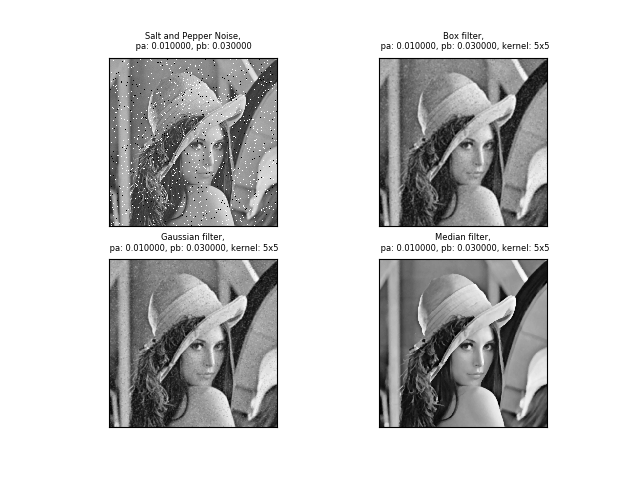 Salt and Pepper Noise,
pa: 0.010000, pb: 0.030000
Box filter,
pa: 0.010000, pb: 0.030000, kernel: 5x5
Gaussian filter,
pa: 0.010000, pb: 0.030000, kernel: 5x5
Median filter,
pa: 0.010000, pb: 0.030000, kernel: 5x5